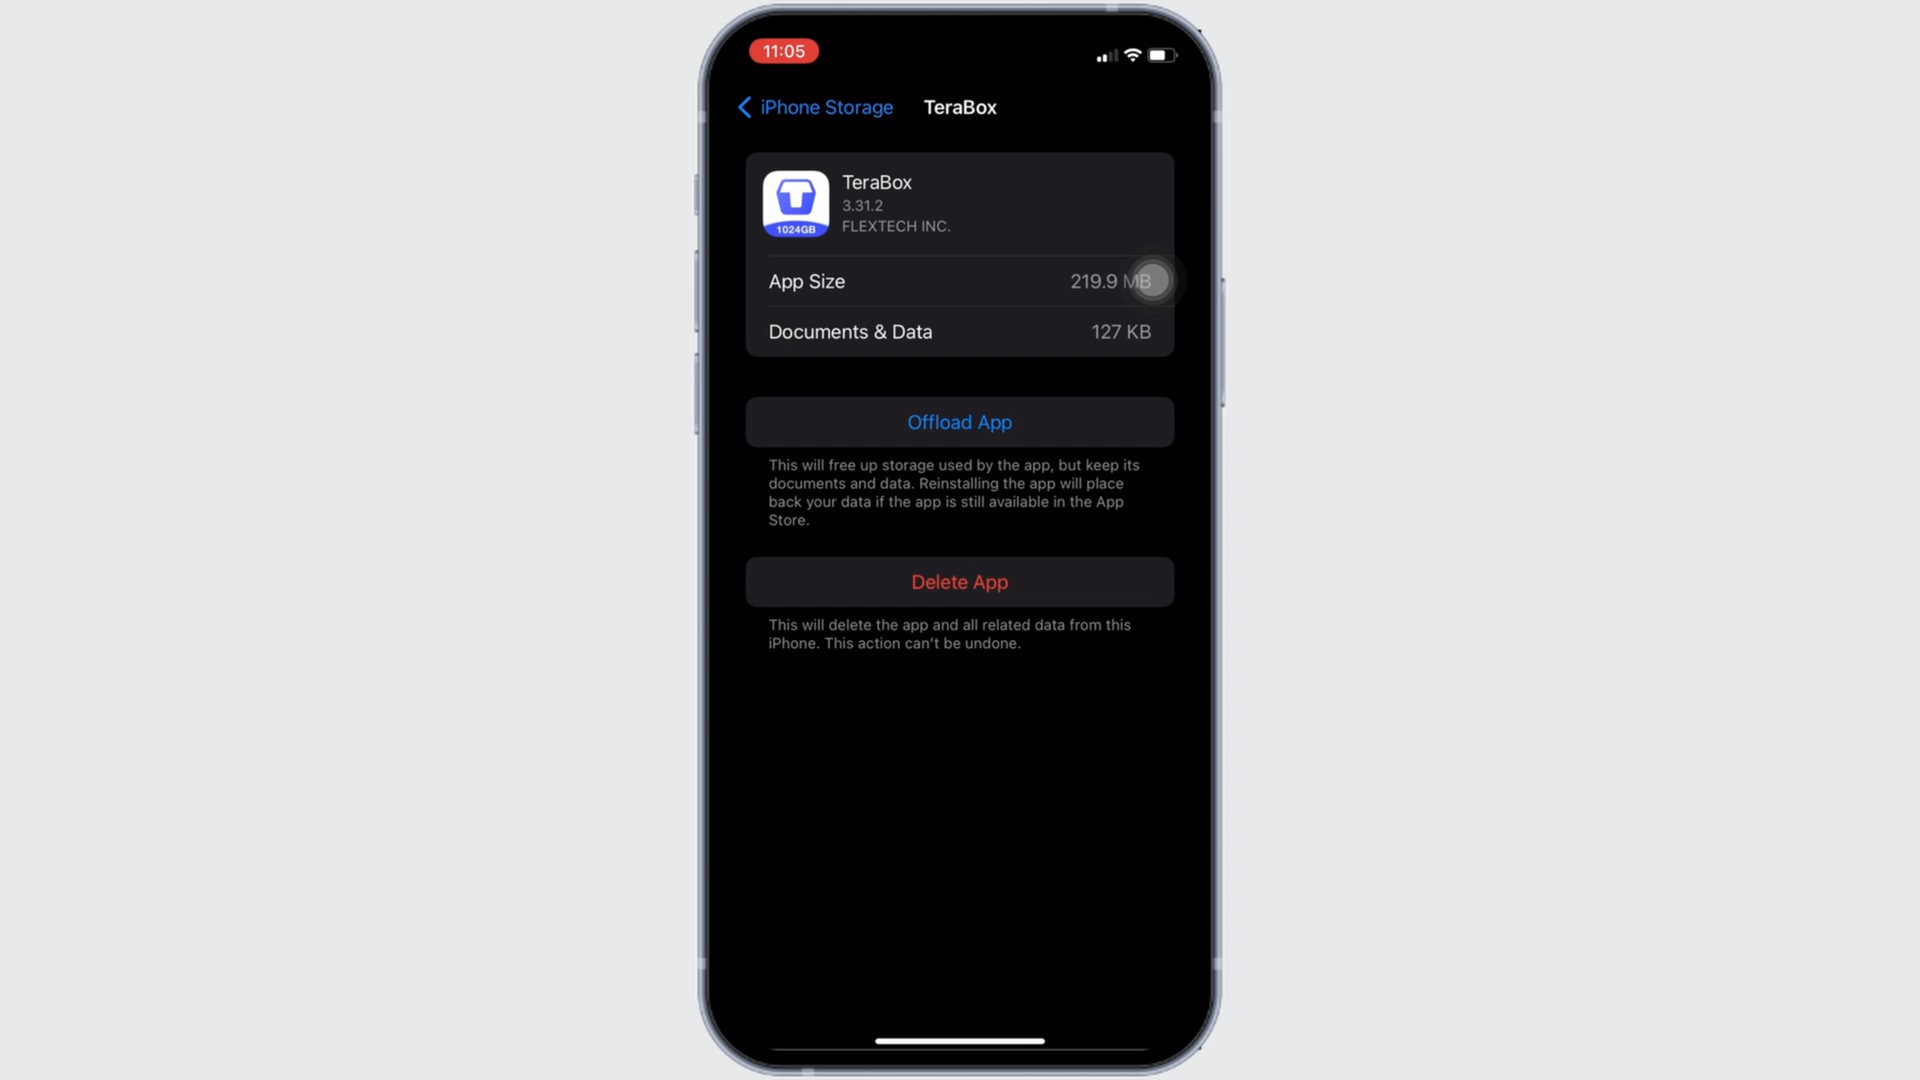 11:05
iPhone Storage TeraBox
TeraBox
1024GB
3.31.2
FLEXTECH INC.
App Size 219.9 MB
Documents & Data 127 KB
Offload App
This will free up storage used by the app, but keep its
documents and data. Reinstalling the app will place
back your data if the app is still available in the App
Store.
Delete App
This will delete the app and all related data from this
iPhone. This action can't be undone.